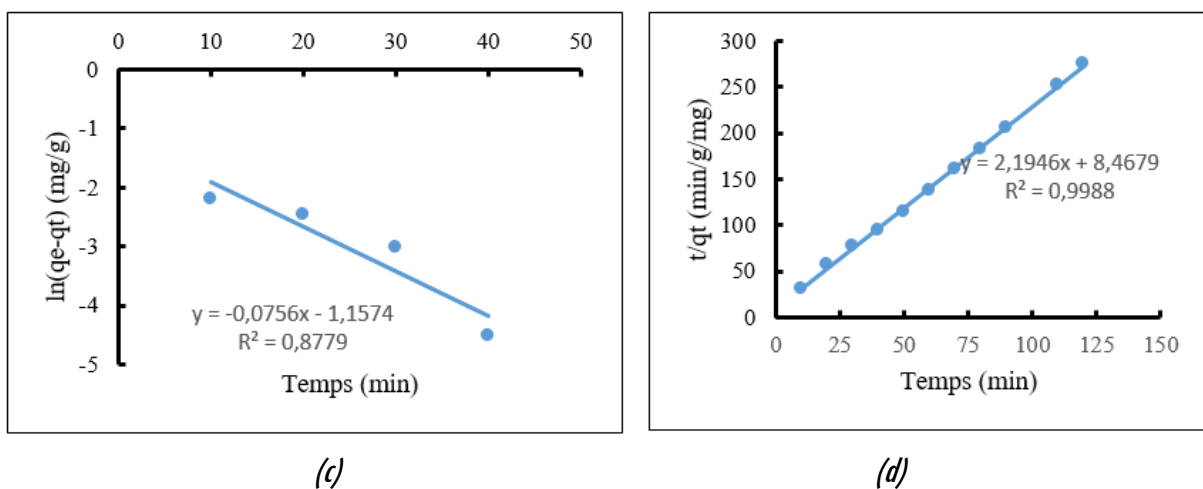 0 10 20 30 40 50
0
-1
-2
-3
-4
-5
ln(qe-qt) (mg/g)
y = -0,0756x - 1,1574
R² = 0,8779
Temps (min)
(c)
300
250
200
150
100
50
0
t/qt (min/g/mg)
y = 2,1946x + 8,4679
R² = 0,9988
0 25 50 75 100 125 150
Temps (min)
(d)